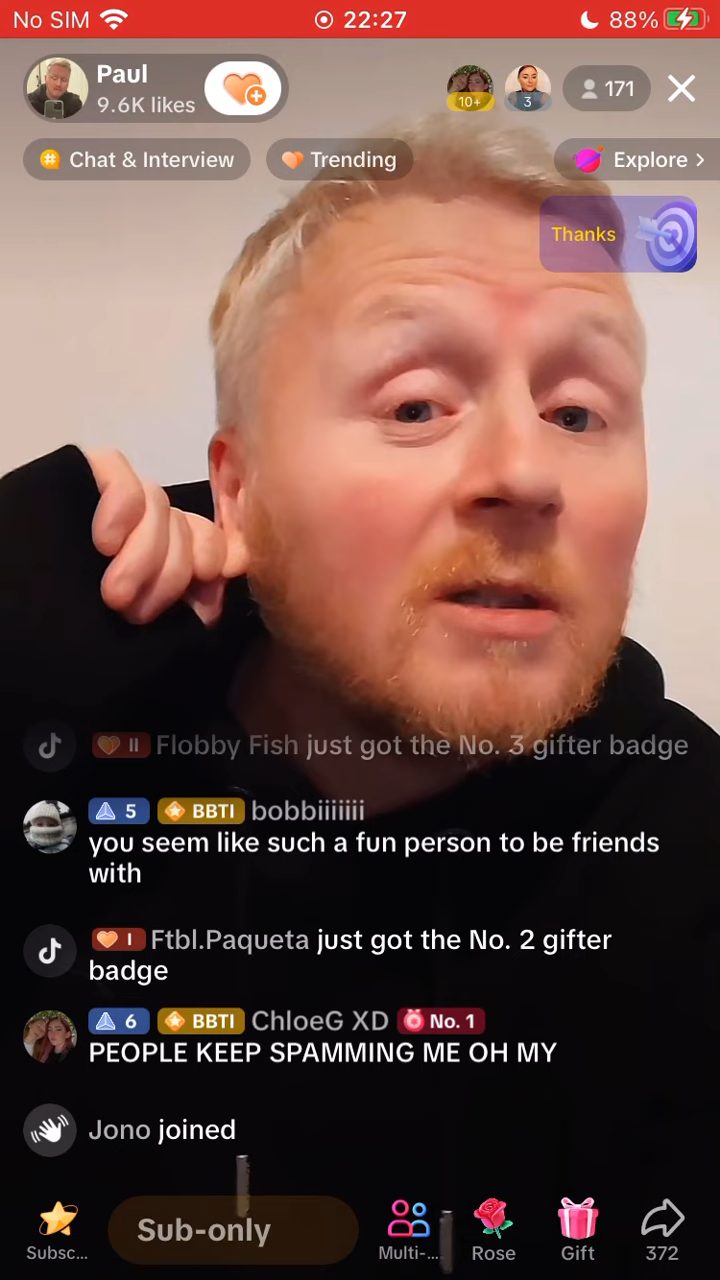 No SIM 22:27 88%
Paul
9.6K likes
10+ 3 171
Chat & Interview Trending Explore >
Thanks
II Flobby Fish just got the No. 3 gifter badge
5 BBTI bobbiiiiiii
you seem like such a fun person to be friends
with
I Ftbl.Paqueta just got the No. 2 gifter
badge
6 BBTI ChloeG XD No. 1
PEOPLE KEEP SPAMMING ME OH MY
Jono joined
Sub-only
Subsc... Multi-... Rose Gift 372